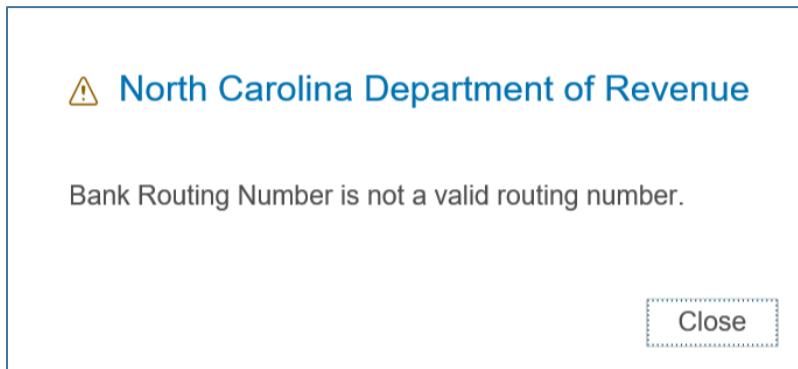 North Carolina Department of Revenue
Bank Routing Number is not a valid routing number.
Close